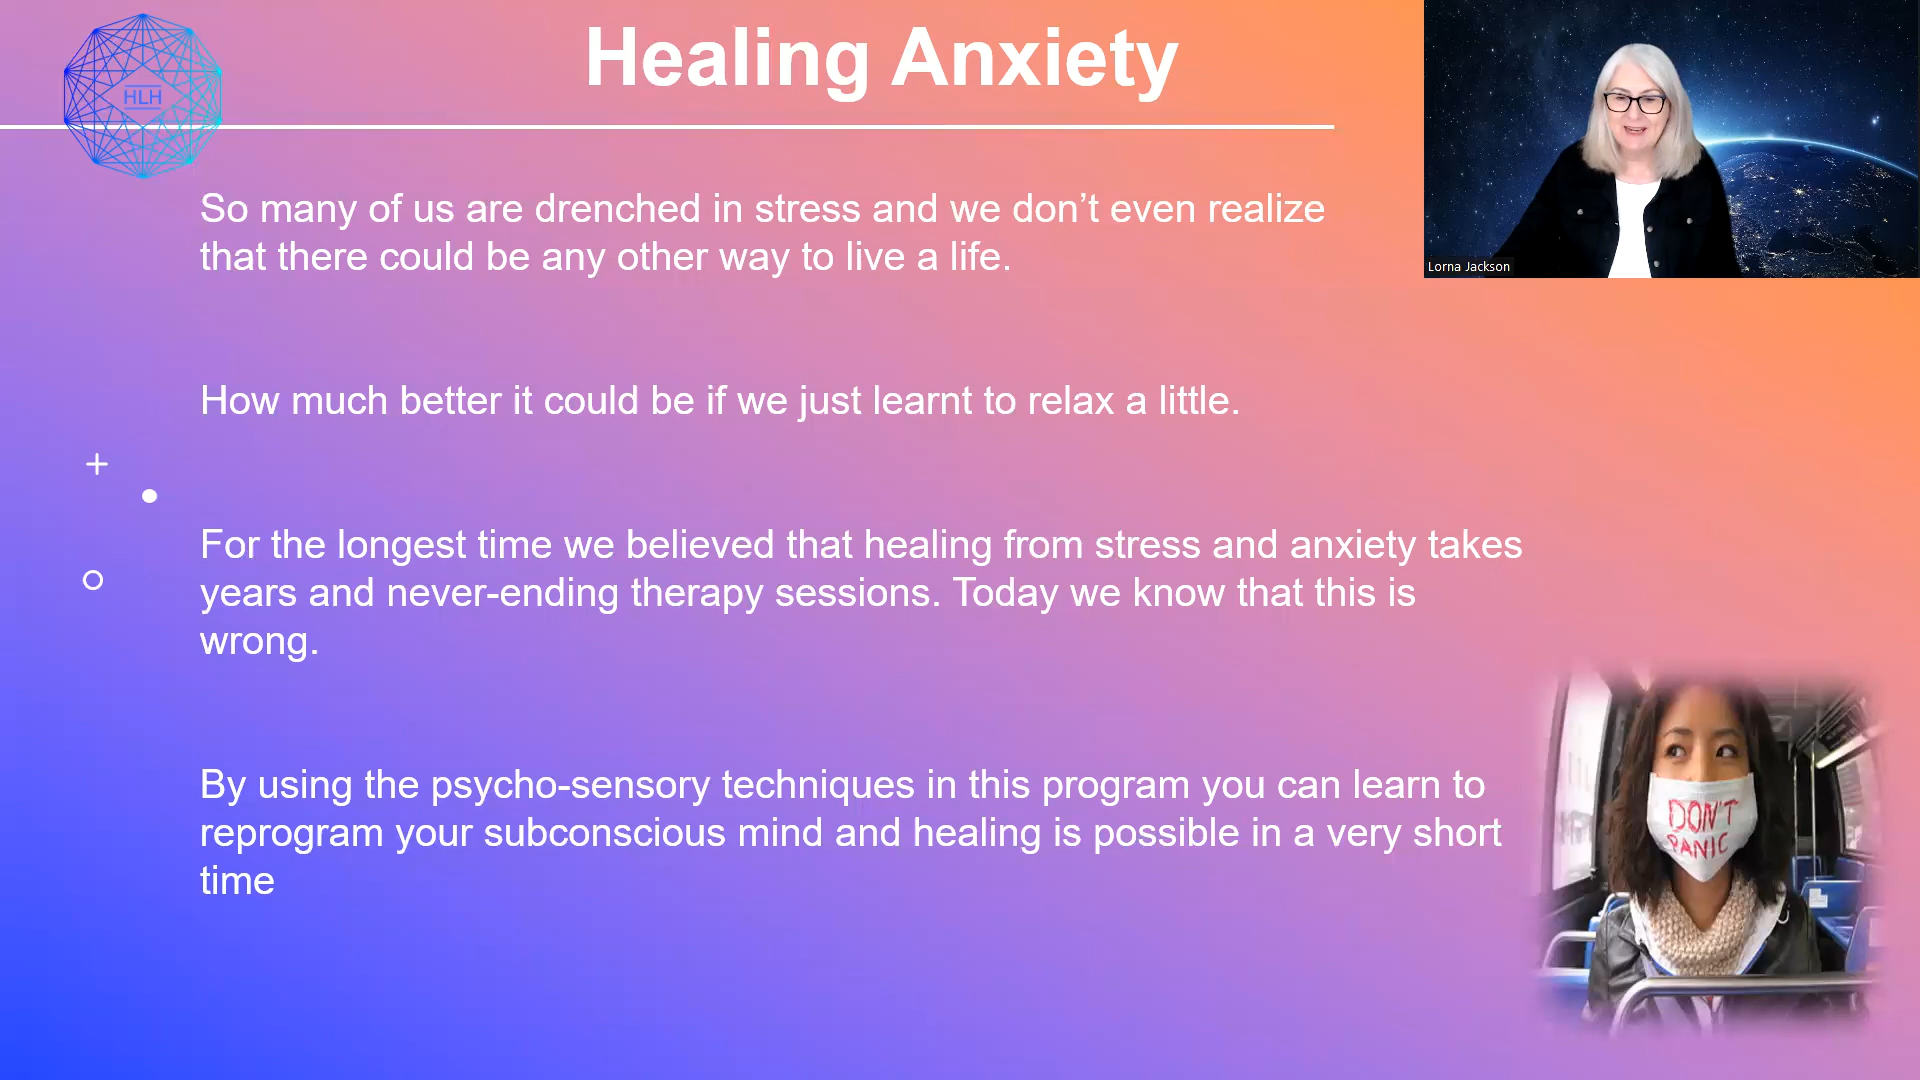 HLH
Healing Anxiety
Lorna Jackson
So many of us are drenched in stress and we don’t even realize
that there could be any other way to live a life.
How much better it could be if we just learnt to relax a little.
For the longest time we believed that healing from stress and anxiety takes
years and never-ending therapy sessions. Today we know that this is
wrong.
By using the psycho-sensory techniques in this program you can learn to
reprogram your subconscious mind and healing is possible in a very short
time
DON'T
PANIC